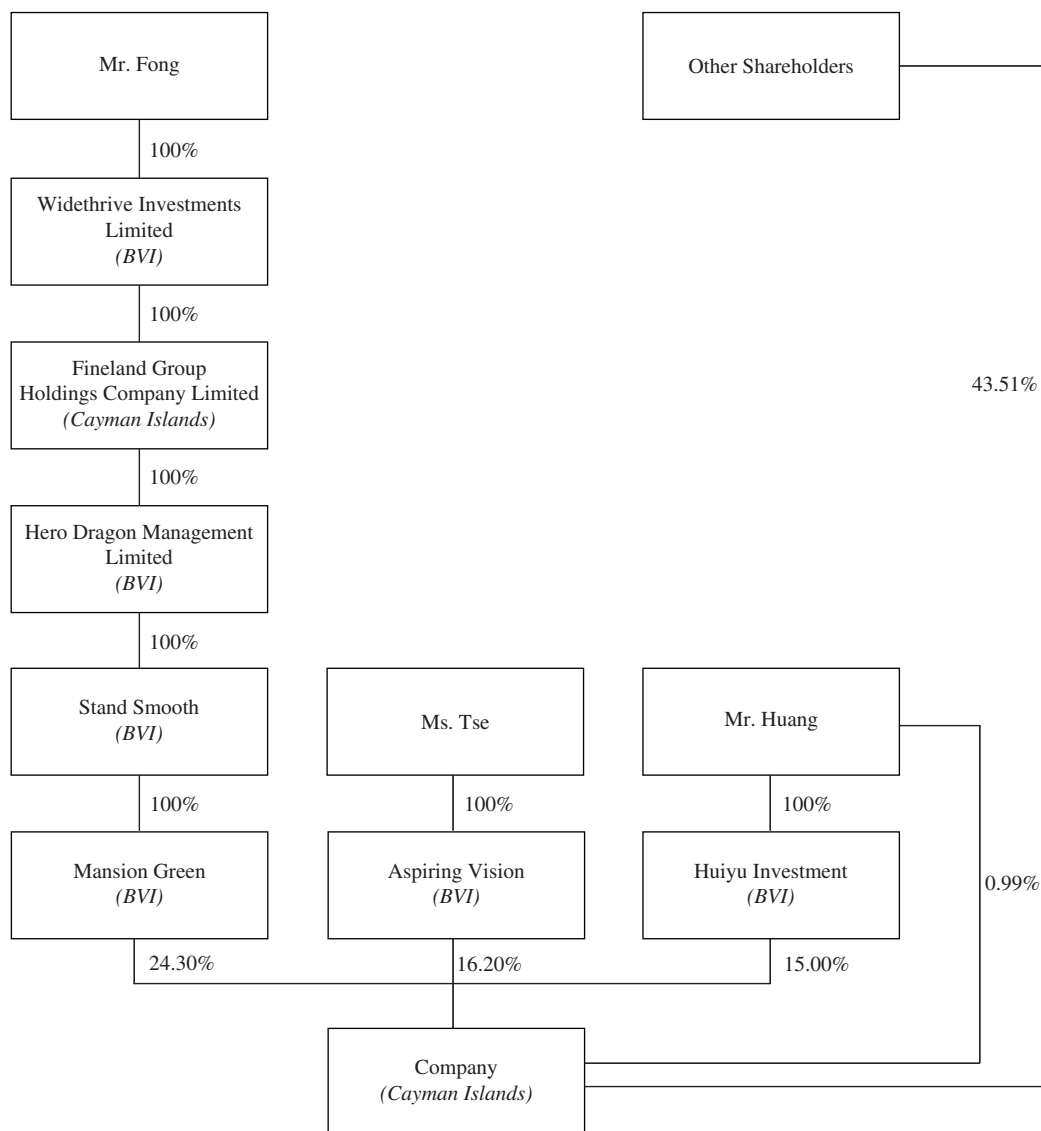 Mr. Fong
Other Shareholders
100%
Widethrive Investments
Limited
(BVI)
100%
Fineland Group
Holdings Company Limited
(Cayman Islands)
43.51%
100%
Hero Dragon Management
Limited
(BVI)
100%
Stand Smooth
(BVI)
Ms. Tse
Mr. Huang
100%
100%
100%
Mansion Green
(BVI)
Aspiring Vision
(BVI)
Huiyu Investment
(BVI)
0.99%
24.30%
16.20%
15.00%
Company
(Cayman Islands)